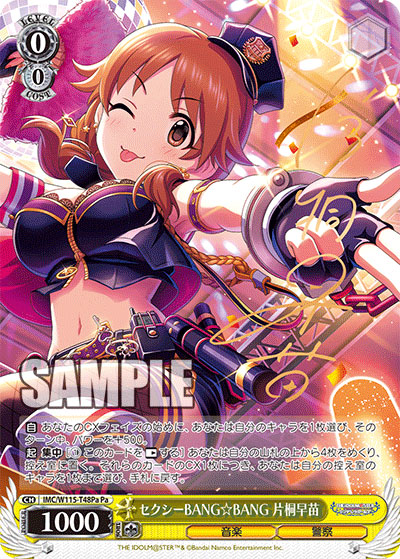 LEVEL
0
0
COST
桐早苗
SAMPLE
自 あなたのCXフェイズの始めに、あなたは自分のキャラを1枚選び、そ
のターン中、パワーを+500。
起 集中 [① このカードを▭する] あなたは自分の山札の上から4枚をめくり、
控え室に置く。それらのカードのCX1枚につき、あなたは自分の控え室
のキャラを1枚まで選び、手札に戻す。
CH IMC/W115-T48Pa Pa
セクシーBANG☆BANG 片桐早苗
1000
音楽
警察
THE IDOLM@STER™& ©Bandai Namco Entertainment Inc.